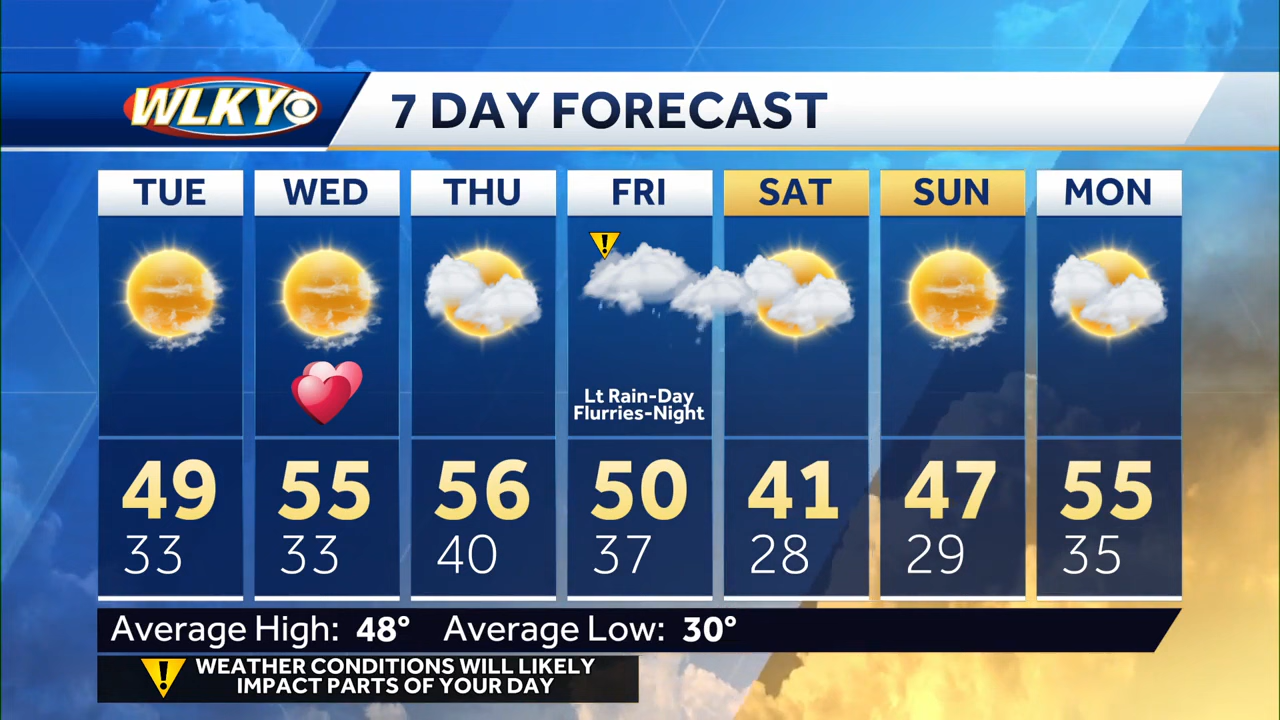 WLKY
7 DAY FORECAST
TUE WED THU FRI SAT SUN MON
!
Lt Rain-Day
Flurries-Night
49 55 56 50 41 47 55
33 33 40 37 28 29 35
Average High: 48° Average Low: 30°
! WEATHER CONDITIONS WILL LIKELY
IMPACT PARTS OF YOUR DAY